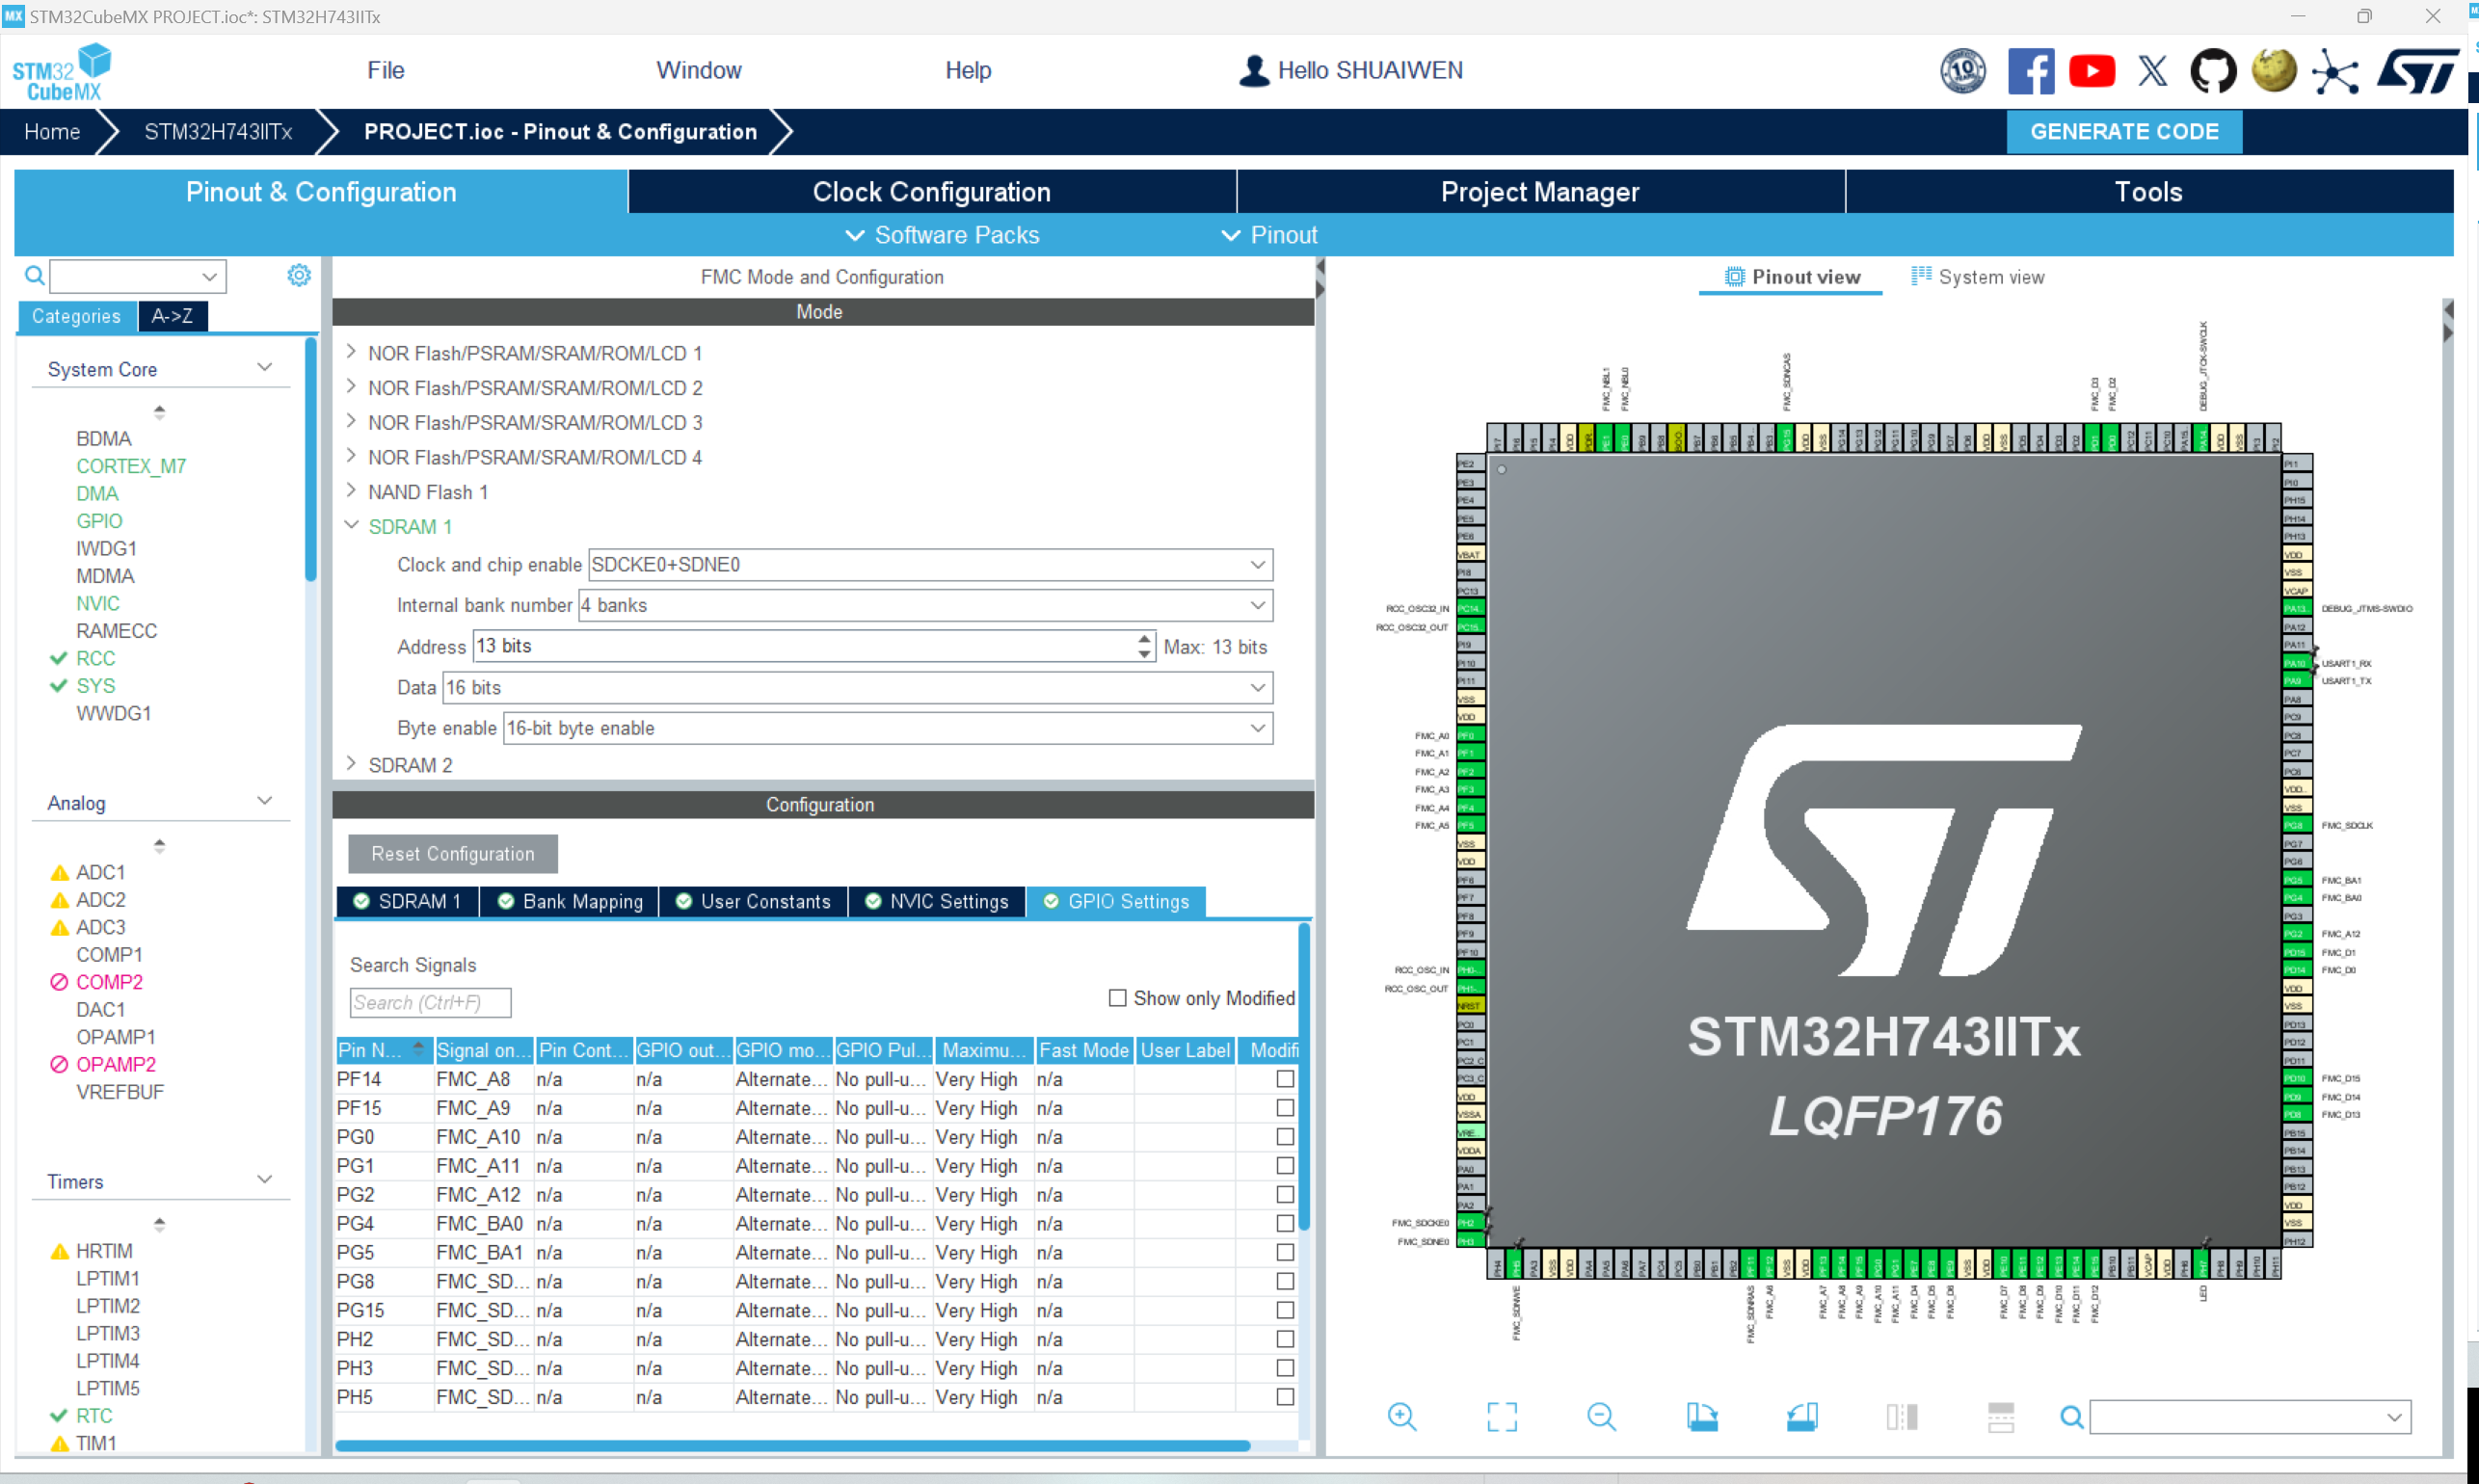 MX STM32CubeMX PROJECT.ioc*: STM32H743IITx
STM32 CubeMX
File
Window
Help
Hello SHUAIWEN
Home
STM32H743IITx
PROJECT.ioc - Pinout & Configuration
GENERATE CODE
Pinout & Configuration
Clock Configuration
Project Manager
Tools
Software Packs
Pinout
Categories
A->Z
System Core
BDMA
CORTEX_M7
DMA
GPIO
IWDG1
MDMA
NVIC
RAMECC
RCC
SYS
WWDG1
Analog
ADC1
ADC2
ADC3
COMP1
COMP2
DAC1
OPAMP1
OPAMP2
VREFBUF
Timers
HRTIM
LPTIM1
LPTIM2
LPTIM3
LPTIM4
LPTIM5
RTC
TIM1
FMC Mode and Configuration
Mode
NOR Flash/PSRAM/SRAM/ROM/LCD 1
NOR Flash/PSRAM/SRAM/ROM/LCD 2
NOR Flash/PSRAM/SRAM/ROM/LCD 3
NOR Flash/PSRAM/SRAM/ROM/LCD 4
NAND Flash 1
SDRAM 1
Clock and chip enable SDCKE0+SDNE0
Internal bank number 4 banks
Address 13 bits Max: 13 bits
Data 16 bits
Byte enable 16-bit byte enable
SDRAM 2
Configuration
Reset Configuration
SDRAM 1
Bank Mapping
User Constants
NVIC Settings
GPIO Settings
Search Signals
Search (Ctrl+F)
Show only Modified
Pin N... Signal on... Pin Cont... GPIO out... GPIO mo... GPIO Pul... Maximu... Fast Mode User Label Modifi
PF14 FMC_A8 n/a n/a Alternate... No pull-u... Very High n/a
PF15 FMC_A9 n/a n/a Alternate... No pull-u... Very High n/a
PG0 FMC_A10 n/a n/a Alternate... No pull-u... Very High n/a
PG1 FMC_A11 n/a n/a Alternate... No pull-u... Very High n/a
PG2 FMC_A12 n/a n/a Alternate... No pull-u... Very High n/a
PG4 FMC_BA0 n/a n/a Alternate... No pull-u... Very High n/a
PG5 FMC_BA1 n/a n/a Alternate... No pull-u... Very High n/a
PG8 FMC_SD... n/a n/a Alternate... No pull-u... Very High n/a
PG15 FMC_SD... n/a n/a Alternate... No pull-u... Very High n/a
PH2 FMC_SD... n/a n/a Alternate... No pull-u... Very High n/a
PH3 FMC_SD... n/a n/a Alternate... No pull-u... Very High n/a
PH5 FMC_SD... n/a n/a Alternate... No pull-u... Very High n/a
Pinout view
System view
FMC_NBL1
FMC_NBL0
FMC_SDNCAS
FMC_D3
FMC_D2
DEBUG_JTCK-SWCLK
RCC_OSC32_IN
RCC_OSC32_OUT
FMC_A0
FMC_A1
FMC_A2
FMC_A3
FMC_A4
FMC_A5
RCC_OSC_IN
RCC_OSC_OUT
FMC_SDCKE0
FMC_SDNE0
STM32H743IITx
LQFP176
DEBUG_JTMS-SWDIO
USART1_RX
USART1_TX
FMC_SDCLK
FMC_BA1
FMC_BA0
FMC_A12
FMC_D1
FMC_D0
FMC_D15
FMC_D14
FMC_D13
FMC_SDNWE
FMC_SDNRAS
FMC_A6
FMC_A7
FMC_A8
FMC_A9
FMC_A10
FMC_A11
FMC_D4
FMC_D5
FMC_D6
FMC_D7
FMC_D8
FMC_D9
FMC_D10
FMC_D11
FMC_D12
LED